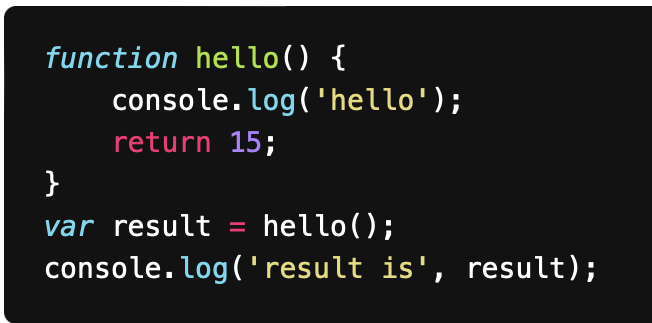 function hello() {
    console.log('hello');
    return 15;
}
var result = hello();
console.log('result is', result);